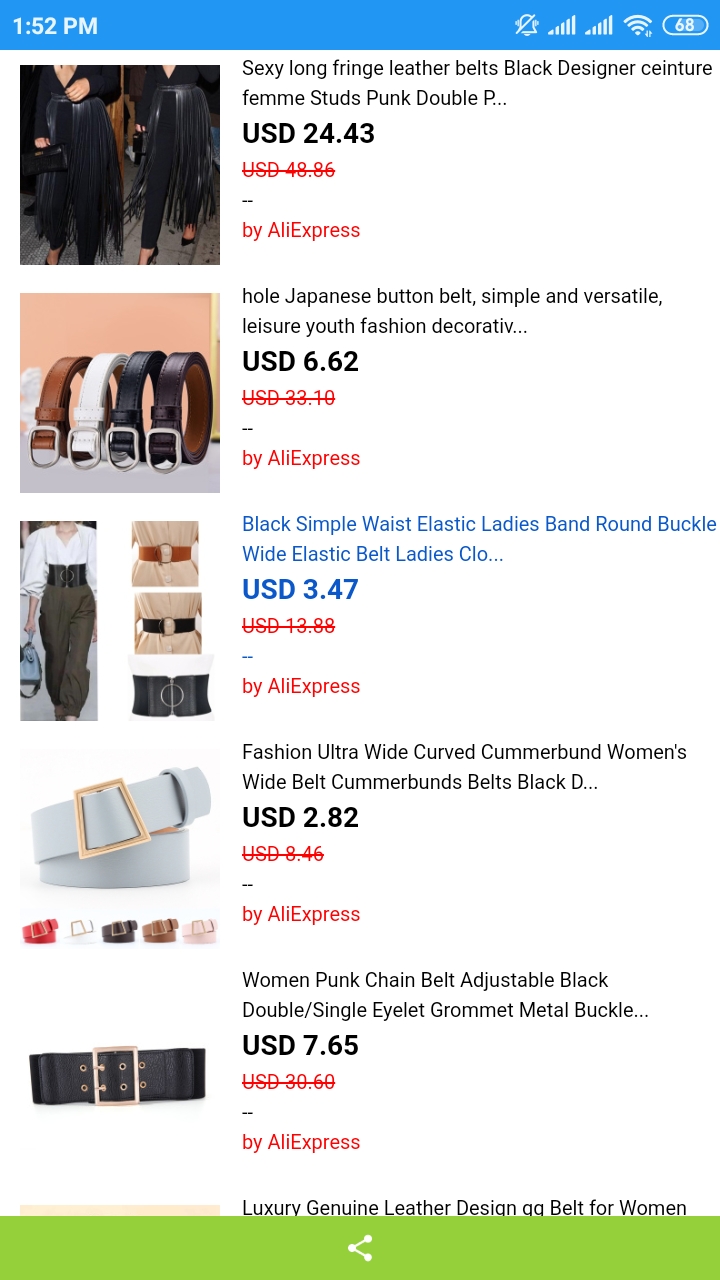 1:52 PM
68
Sexy long fringe leather belts Black Designer ceinture
femme Studs Punk Double P...
USD 24.43
USD 48.86
--
by AliExpress
hole Japanese button belt, simple and versatile,
leisure youth fashion decorativ...
USD 6.62
USD 33.10
--
by AliExpress
Black Simple Waist Elastic Ladies Band Round Buckle
Wide Elastic Belt Ladies Clo...
USD 3.47
USD 13.88
--
by AliExpress
Fashion Ultra Wide Curved Cummerbund Women's
Wide Belt Cummerbunds Belts Black D...
USD 2.82
USD 8.46
--
by AliExpress
Women Punk Chain Belt Adjustable Black
Double/Single Eyelet Grommet Metal Buckle...
USD 7.65
USD 30.60
--
by AliExpress
Luxury Genuine Leather Design gg Belt for Women